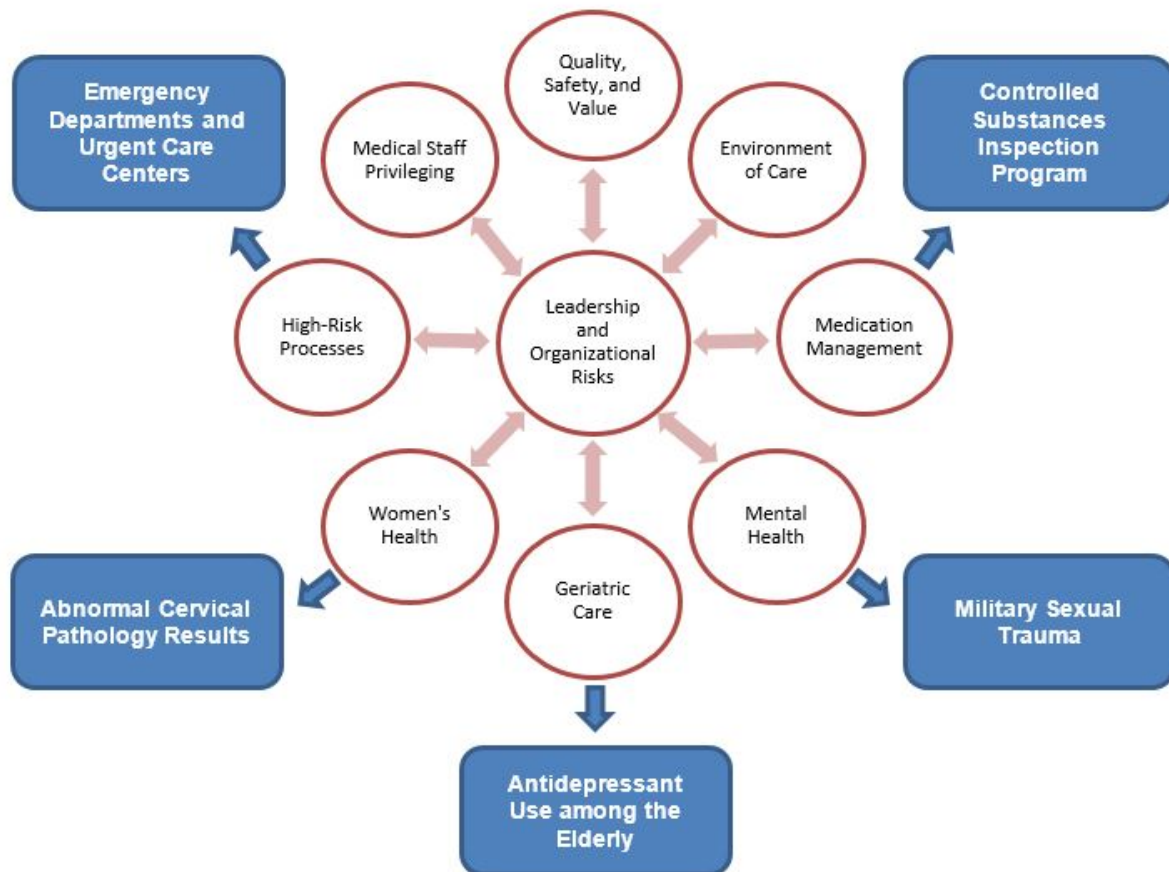 Quality,
Safety, and
Value
Emergency
Departments and
Urgent Care
Centers
Controlled
Substances
Inspection
Program
Medical Staff
Privileging
Environment
of Care
High-Risk
Processes
Leadership
and
Organizational
Risks
Medication
Management
Women's
Health
Mental
Health
Geriatric
Care
Abnormal Cervical
Pathology Results
Military Sexual
Trauma
Antidepressant
Use among the
Elderly